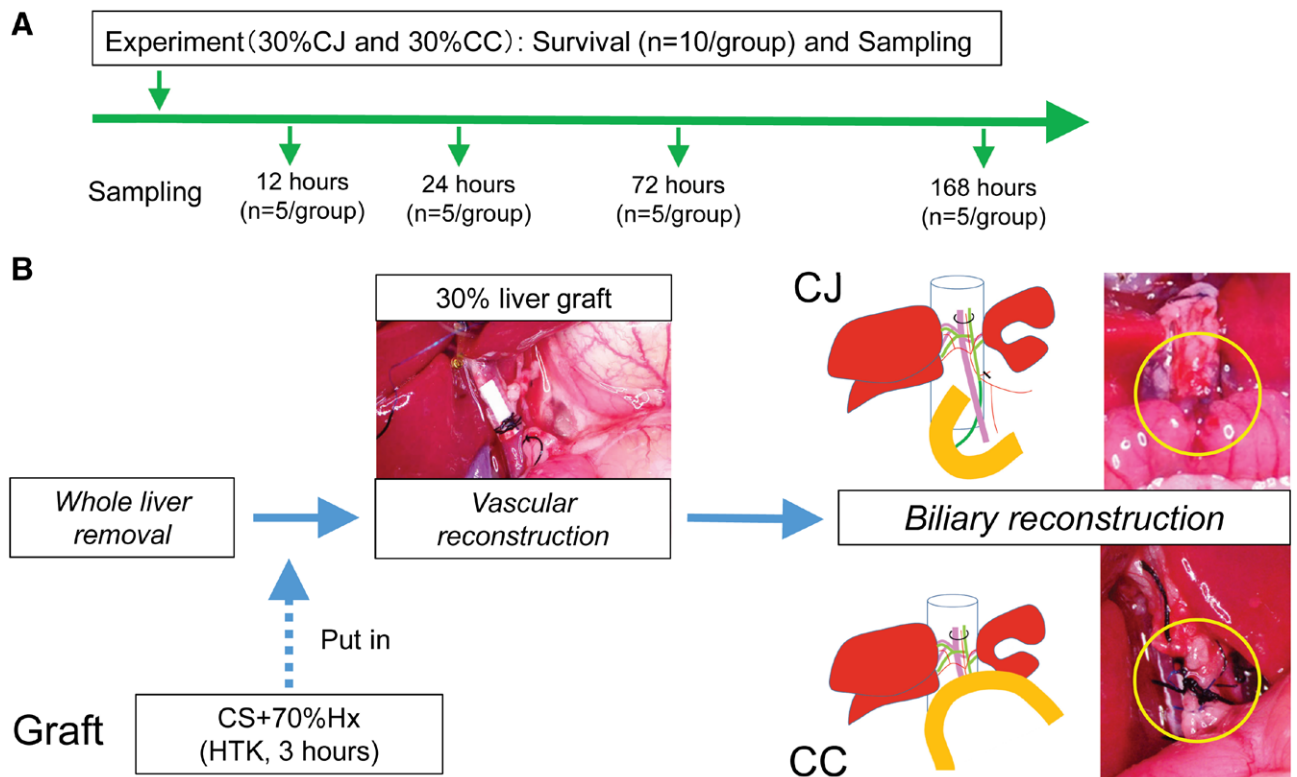 A
Experiment(30%CJ and 30%CC): Survival (n=10/group) and Sampling
Sampling
12 hours
(n=5/group)
24 hours
(n=5/group)
72 hours
(n=5/group)
168 hours
(n=5/group)
B
30% liver graft
CJ
Whole liver
removal
Vascular
reconstruction
Biliary reconstruction
Put in
Graft
CS+70%Hx
(HTK, 3 hours)
CC